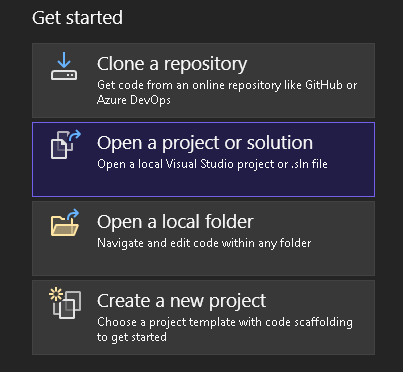 Get started
Clone a repository
Get code from an online repository like GitHub or
Azure DevOps
Open a project or solution
Open a local Visual Studio project or .sln file
Open a local folder
Navigate and edit code within any folder
Create a new project
Choose a project template with code scaffolding
to get started